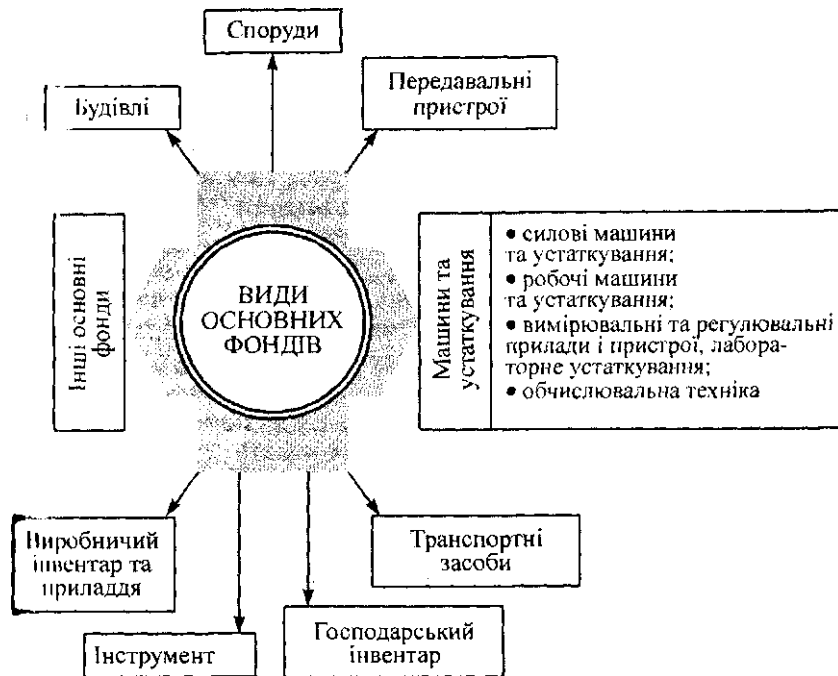 Споруди
Передавальні
пристрої
Будівлі
Інші основні
фонди
ВИДИ
ОСНОВНИХ
ФОНДІВ
Машини та
устаткування
• силові машини
та устаткування;
• робочі машини
та устаткування;
• вимірювальні та регулювальні
прилади і пристрої, лабора-
торне устаткування;
• обчислювальна техніка
Виробничий
інвентар та
приладдя
Транспортні
засоби
Інструмент
Господарський
інвентар